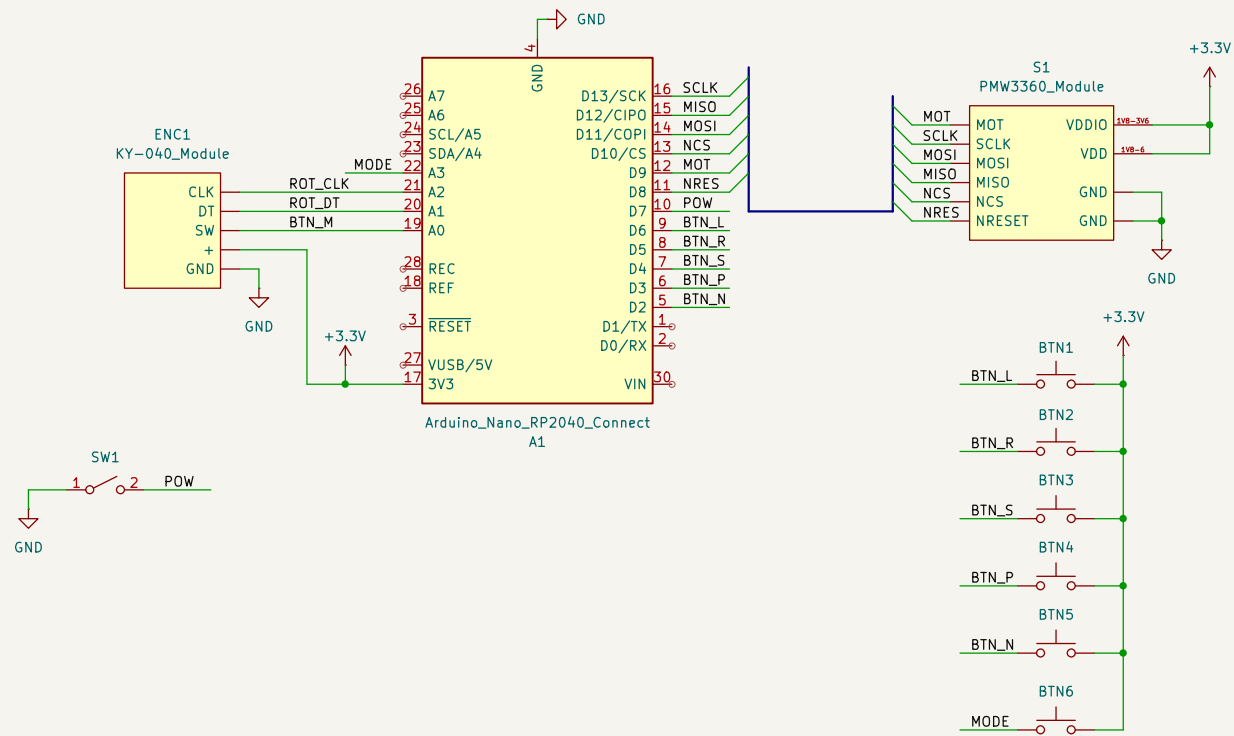 GND
4
GND
26 A7
25 A6
24 SCL/A5
23 SDA/A4
MODE 22 A3
21 A2
20 A1
19 A0
28 REC
18 REF
3 RESET
27 VUSB/5V
17 3V3
D13/SCK 16 SCLK
D12/CIPO 15 MISO
D11/COPI 14 MOSI
D10/CS 13 NCS
D9 12 MOT
D8 11 NRES
D7 10 POW
D6 9 BTN_L
D5 8 BTN_R
D4 7 BTN_S
D3 6 BTN_P
D2 5 BTN_N
D1/TX 1
D0/RX 2
VIN 30
Arduino_Nano_RP2040_Connect
A1
ENC1
KY-040_Module
CLK ROT_CLK
DT ROT_DT
SW BTN_M
+
GND
GND
+3.3V
SW1
1 2 POW
GND
+3.3V
S1
PMW3360_Module
MOT MOT
SCLK SCLK
MOSI MOSI
MISO MISO
NCS NCS
NRES NRESET
VDDIO 1V8-3V6
VDD 1V8-6
GND
GND
GND
+3.3V
BTN1
BTN_L
BTN2
BTN_R
BTN3
BTN_S
BTN4
BTN_P
BTN5
BTN_N
BTN6
MODE